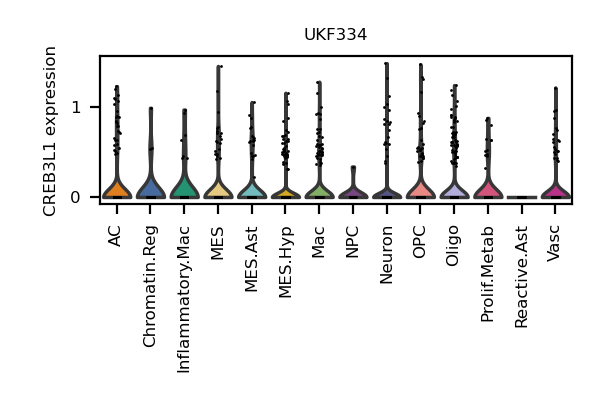 UKF334
CREB3L1 expression
1
0
AC
Chromatin.Reg
Inflammatory.Mac
MES
MES.Ast
MES.Hyp
Mac
NPC
Neuron
OPC
Oligo
Prolif.Metab
Reactive.Ast
Vasc